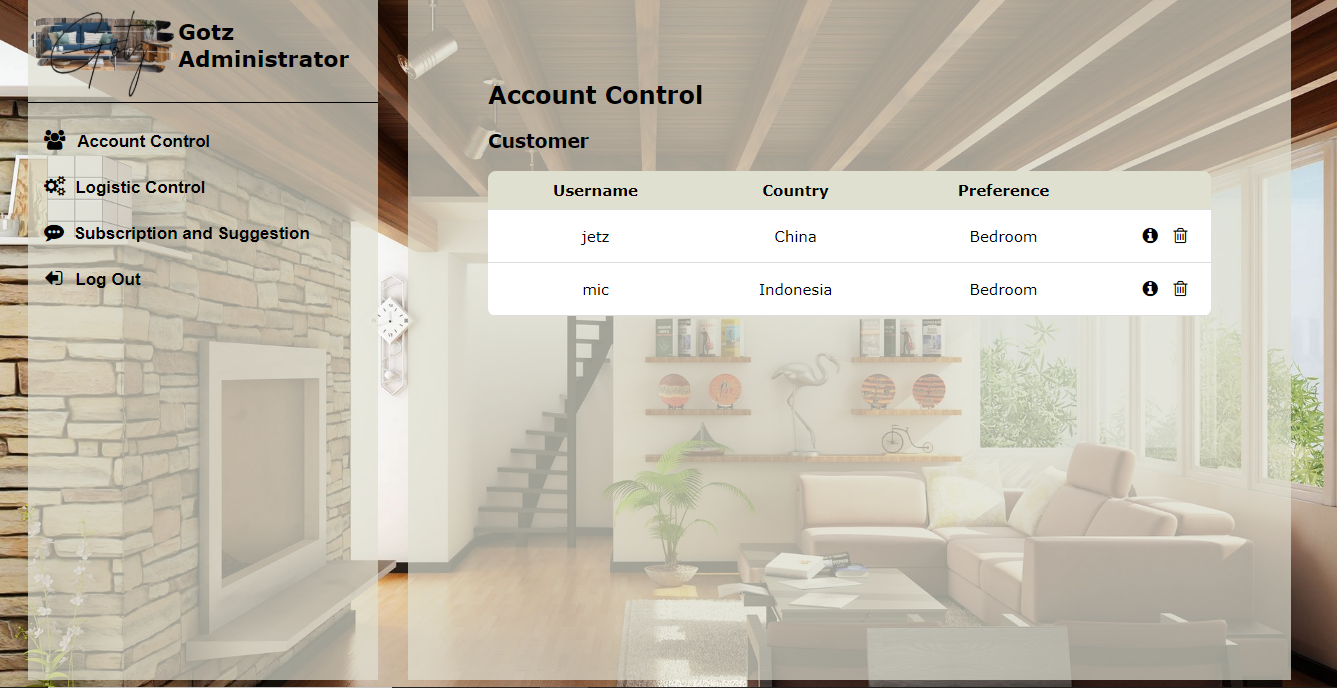 Gotz
Gotz
Administrator
Account Control
Logistic Control
Subscription and Suggestion
Log Out
Account Control
Customer
Username Country Preference
jetz China Bedroom
mic Indonesia Bedroom